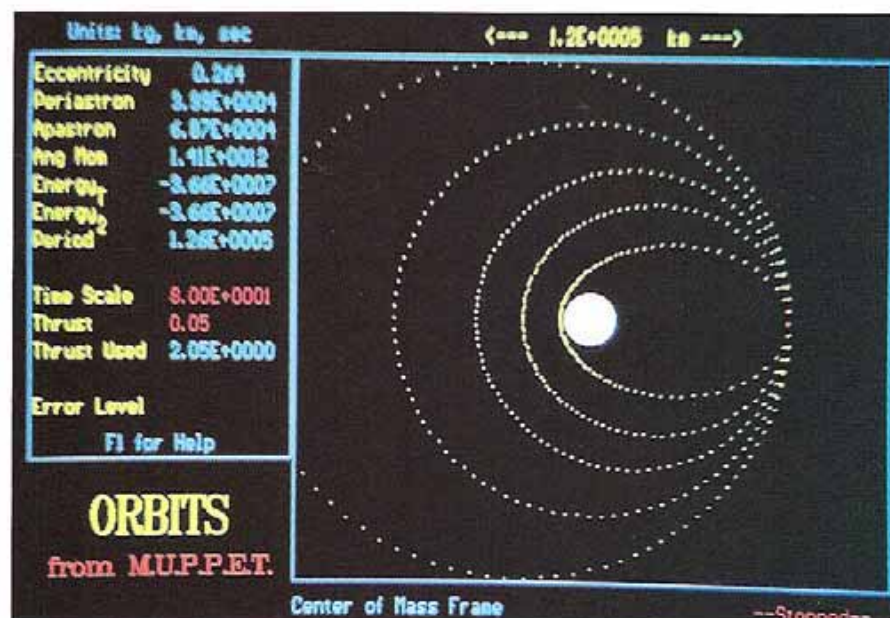 Units: kg, km, sec
<--- 1.2E+0005 km --->
Eccentricity 0.264
Periastron 3.99E+0004
Apastron 6.87E+0004
Ang Mom 1.41E+0012
Energy1 -3.66E+0007
Energy2 -3.66E+0007
Period 1.26E+0005
Time Scale 8.00E+0001
Thrust 0.05
Thrust Used 2.05E+0000
Error Level
F1 for Help
ORBITS
from M.U.P.P.E.T.
Center of Mass Frame
--Stopped--